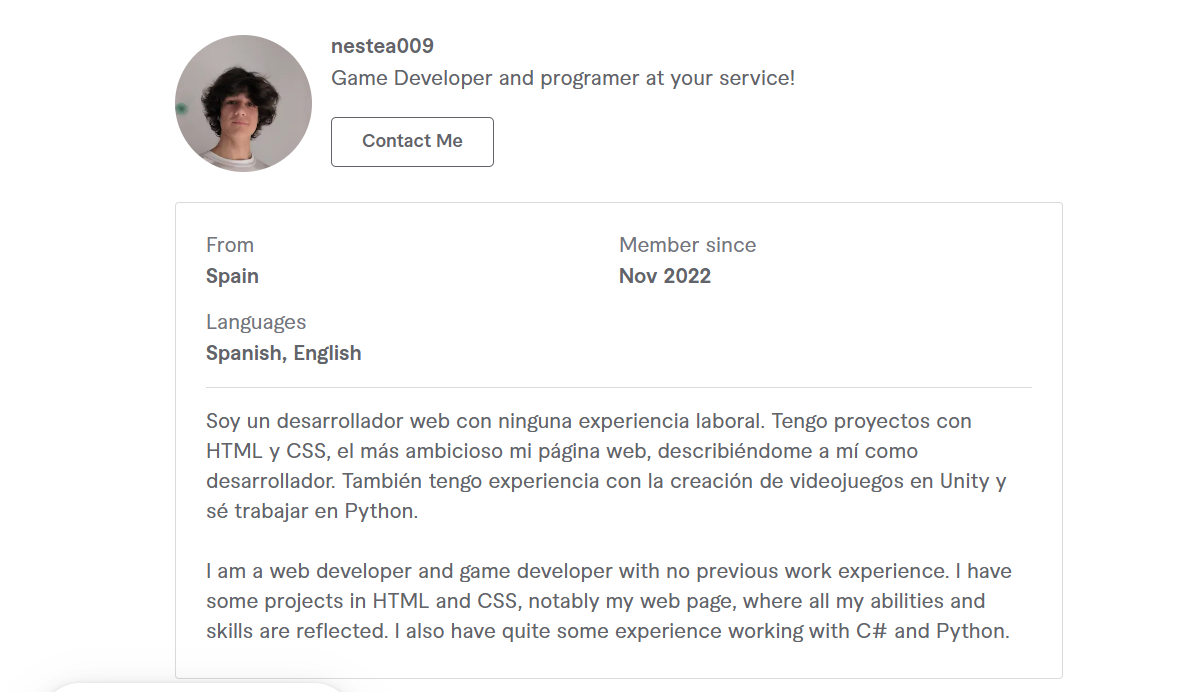 nestea009
Game Developer and programer at your service!
Contact Me
From
Spain
Member since
Nov 2022
Languages
Spanish, English
Soy un desarrollador web con ninguna experiencia laboral. Tengo proyectos con
HTML y CSS, el más ambicioso mi página web, describiéndome a mí como
desarrollador. También tengo experiencia con la creación de videojuegos en Unity y
sé trabajar en Python.
I am a web developer and game developer with no previous work experience. I have
some projects in HTML and CSS, notably my web page, where all my abilities and
skills are reflected. I also have quite some experience working with C# and Python.